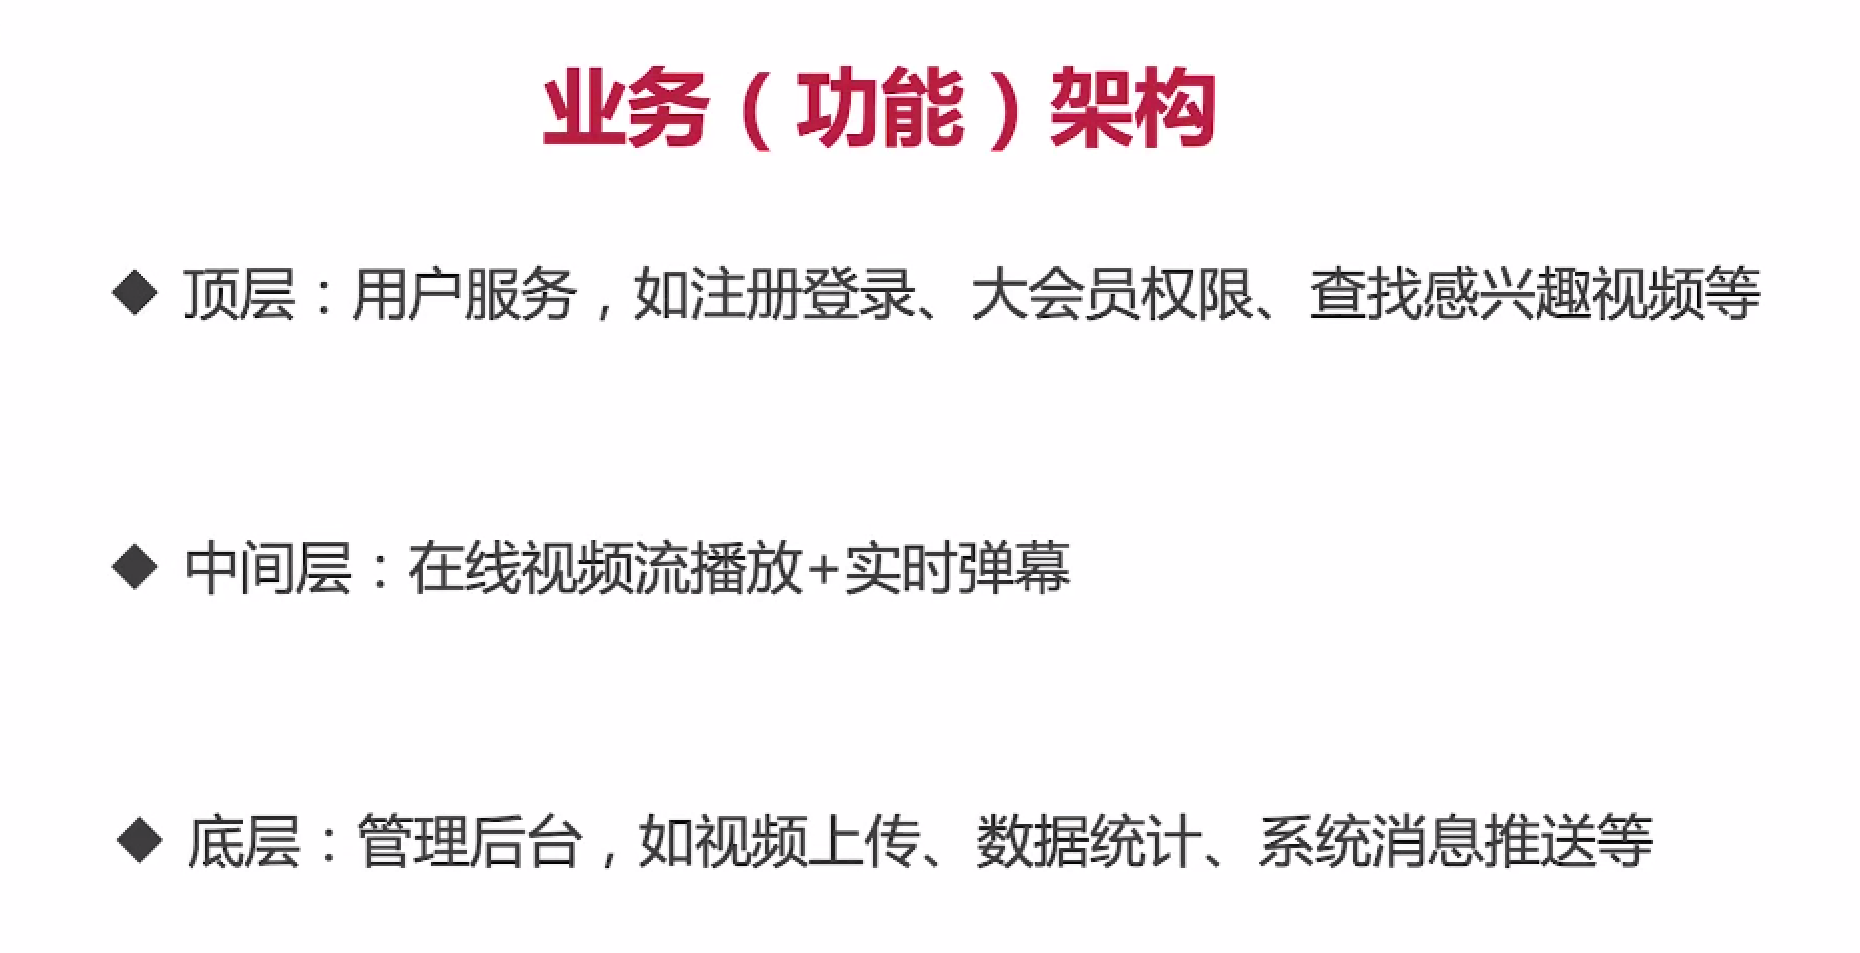 业务（功能）架构
◆ 顶层：用户服务，如注册登录、大会员权限、查找感兴趣视频等
◆ 中间层：在线视频流播放+实时弹幕
◆ 底层：管理后台，如视频上传、数据统计、系统消息推送等